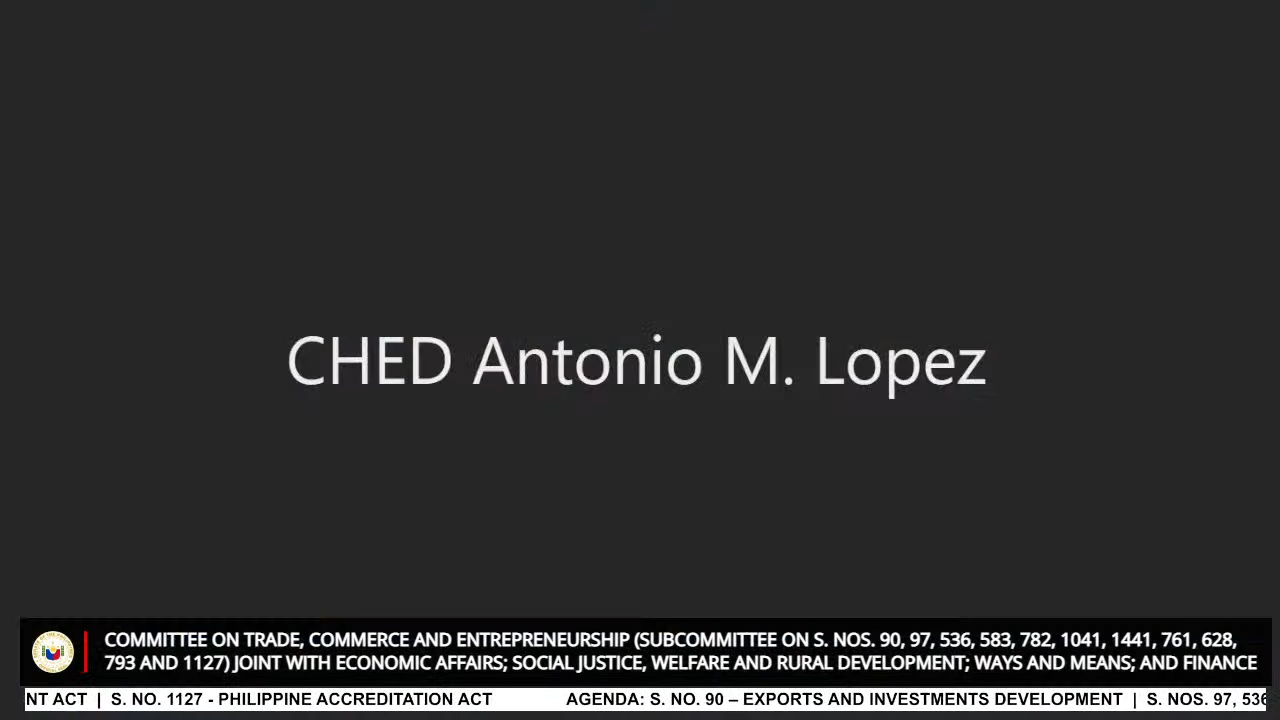 CHED Antonio M. Lopez
COMMITTEE ON TRADE, COMMERCE AND ENTREPRENEURSHIP (SUBCOMMITTEE ON S. NOS. 90, 97, 536, 583, 782, 1041, 1441, 761, 628,
793 AND 1127) JOINT WITH ECONOMIC AFFAIRS; SOCIAL JUSTICE, WELFARE AND RURAL DEVELOPMENT; WAYS AND MEANS; AND FINANCE
NT ACT | S. NO. 1127 - PHILIPPINE ACCREDITATION ACT AGENDA: S. NO. 90 – EXPORTS AND INVESTMENTS DEVELOPMENT | S. NOS. 97, 536